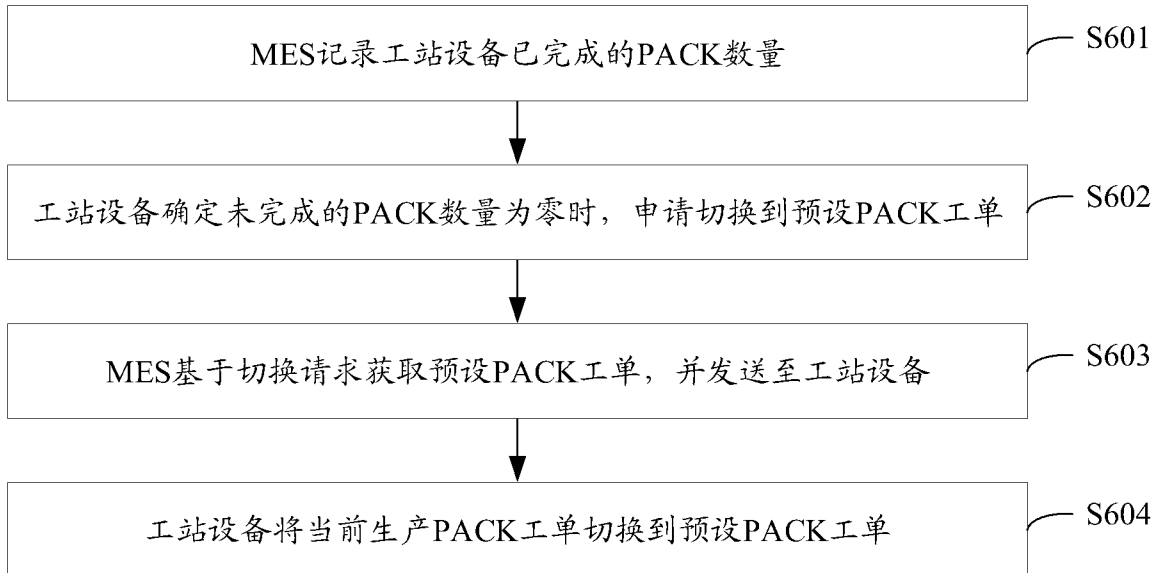 MES记录工站设备已完成的PACK数量
S601
工站设备确定未完成的PACK数量为零时，申请切换到预设PACK工单
S602
MES基于切换请求获取预设PACK工单，并发送至工站设备
S603
工站设备将当前生产PACK工单切换到预设PACK工单
S604